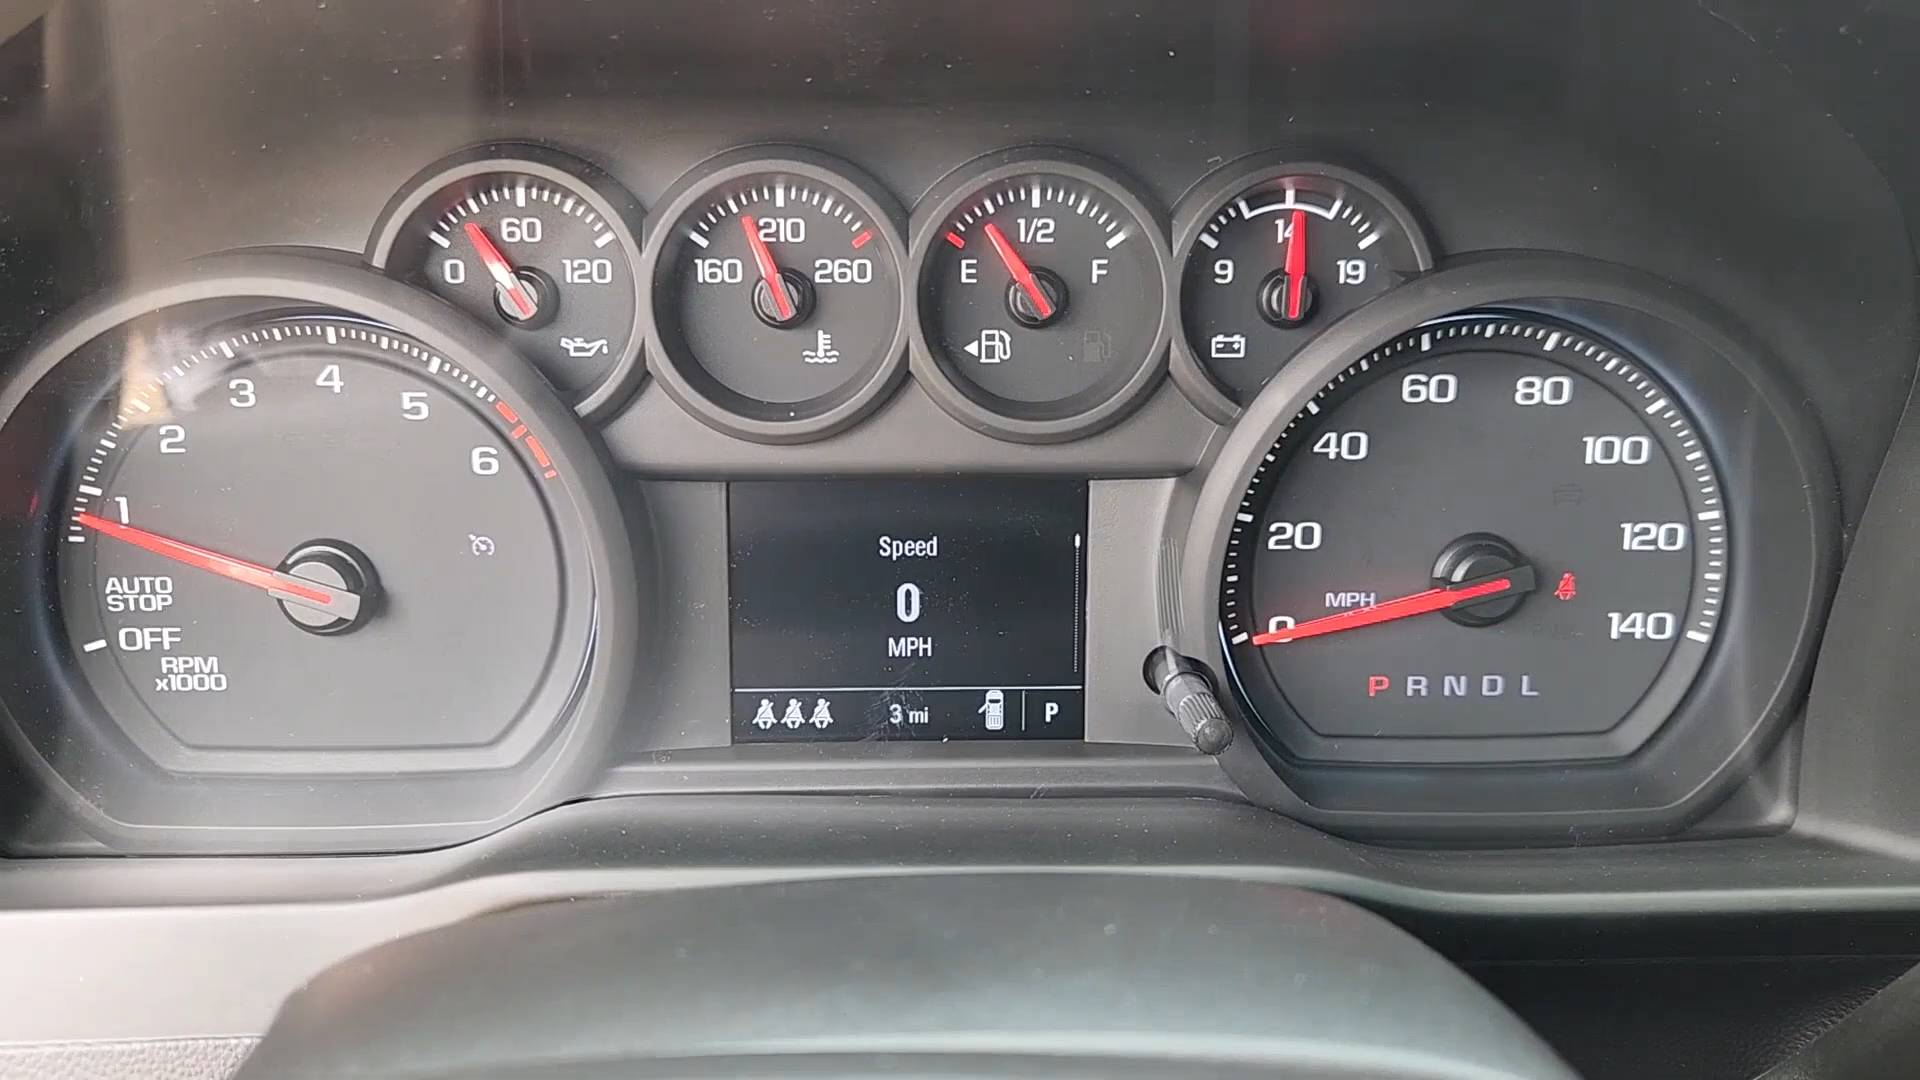 0 60 120
160 210 260
E 1/2 F
9 14 19
1 2 3 4 5 6
AUTO
STOP
OFF
RPM
x1000
Speed
0
MPH
3 mi P
0 20 40 60 80 100 120 140
MPH
P R N D L